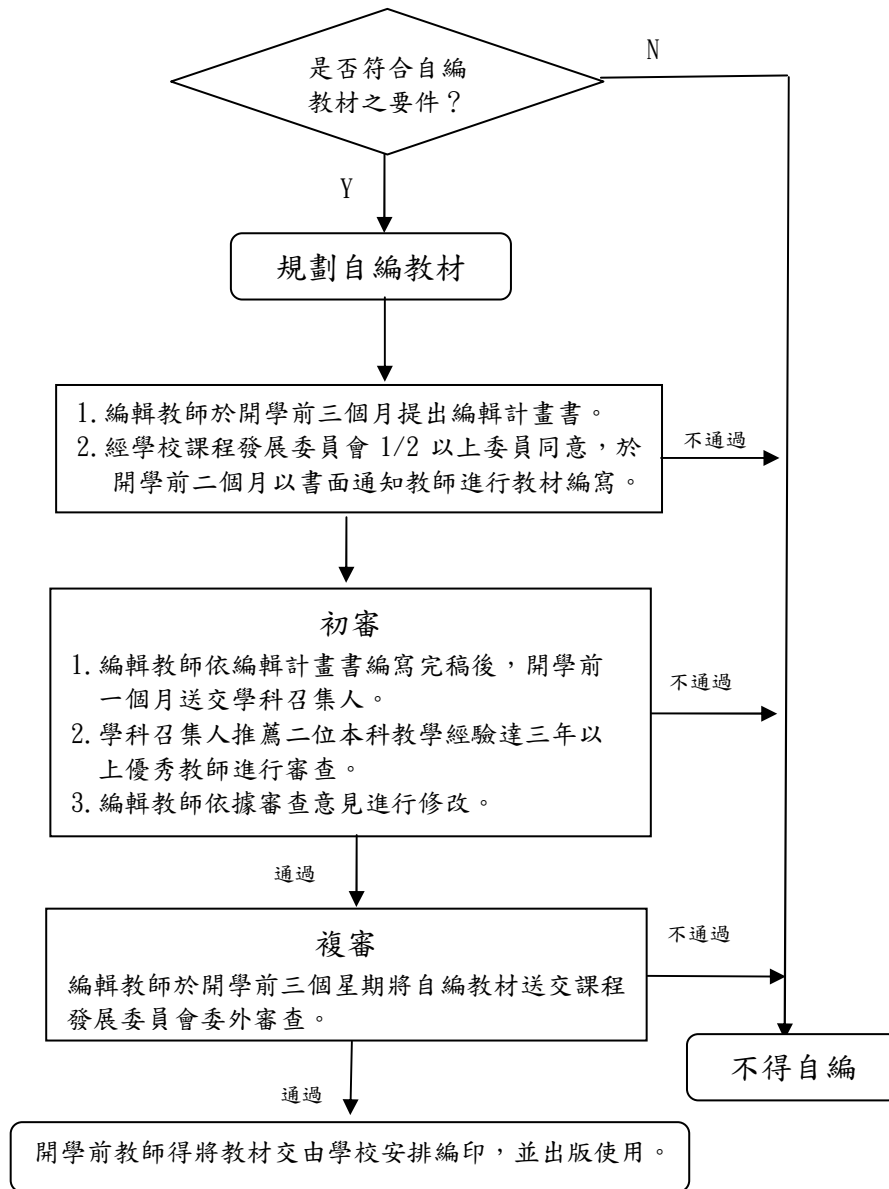 是否符合自編
教材之要件？
N
Y
規劃自編教材
1.編輯教師於開學前三個月提出編輯計畫書。
2.經學校課程發展委員會 1/2 以上委員同意，於
開學前二個月以書面通知教師進行教材編寫。
不通過
初審
1.編輯教師依編輯計畫書編寫完稿後，開學前
一個月送交學科召集人。
2.學科召集人推薦二位本科教學經驗達三年以
上優秀教師進行審查。
3.編輯教師依據審查意見進行修改。
不通過
通過
複審
編輯教師於開學前三個星期將自編教材送交課程
發展委員會委外審查。
不通過
不得自編
通過
開學前教師得將教材交由學校安排編印，並出版使用。